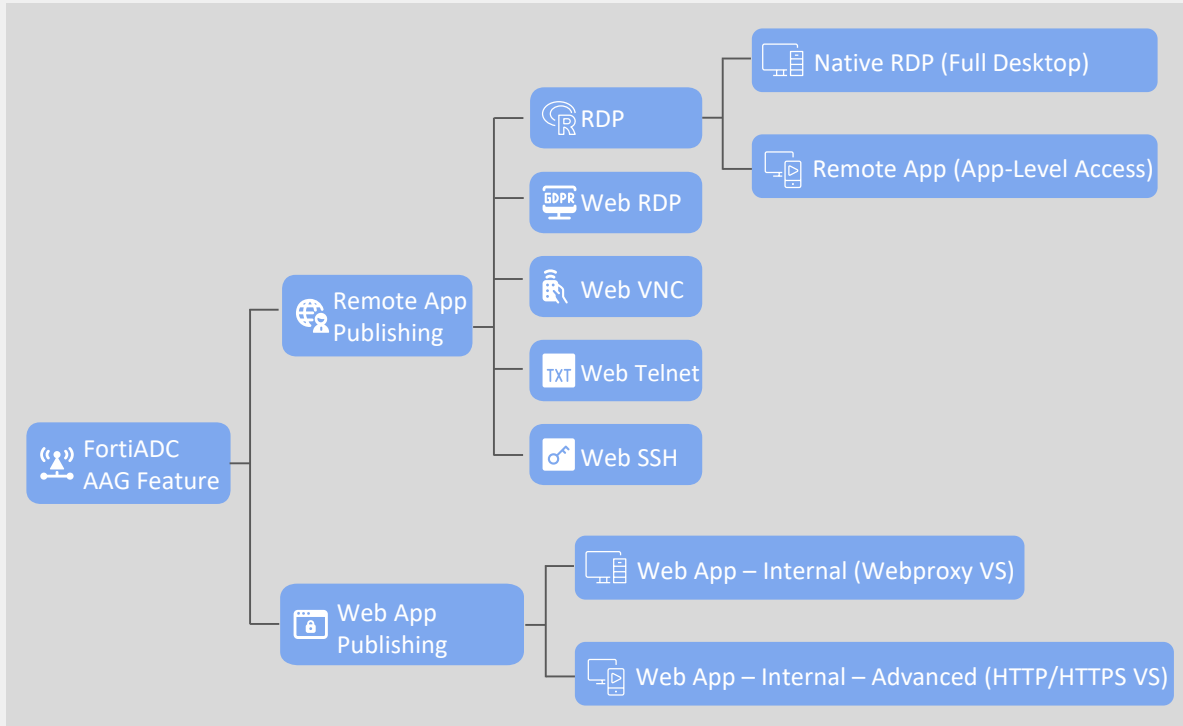 Native RDP (Full Desktop)
R
RDP
Remote App (App-Level Access)
GDPR
Web RDP
Web VNC
Remote App
Publishing
TXT
Web Telnet
Web SSH
FortiADC
AAG Feature
Web App – Internal (Webproxy VS)
Web App
Publishing
Web App – Internal – Advanced (HTTP/HTTPS VS)